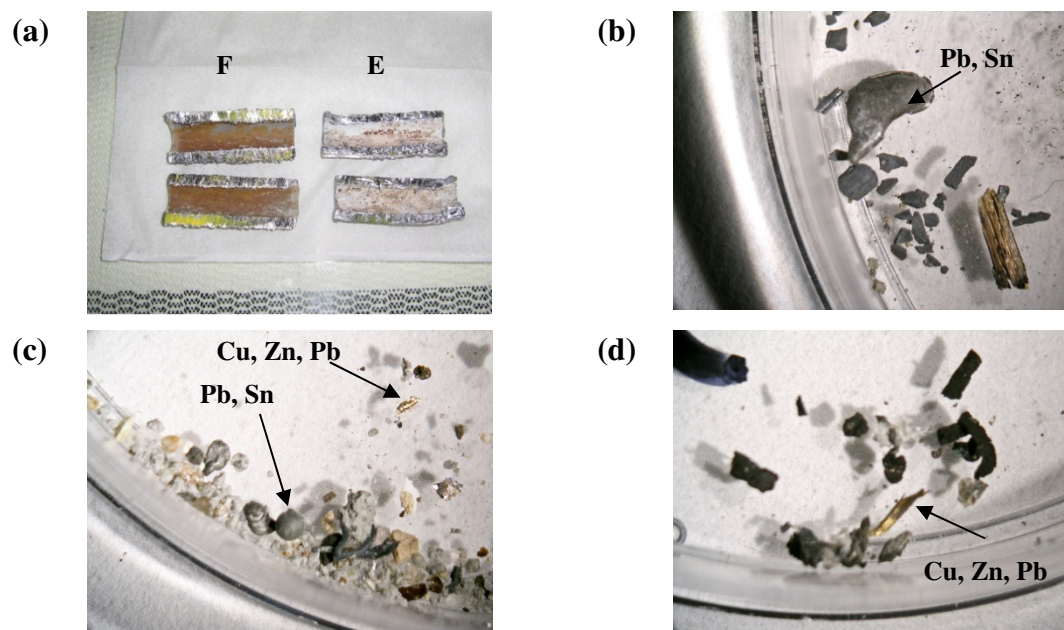 (a)
F E
(b)
Pb, Sn
(c)
Cu, Zn, Pb
Pb, Sn
(d)
Cu, Zn, Pb